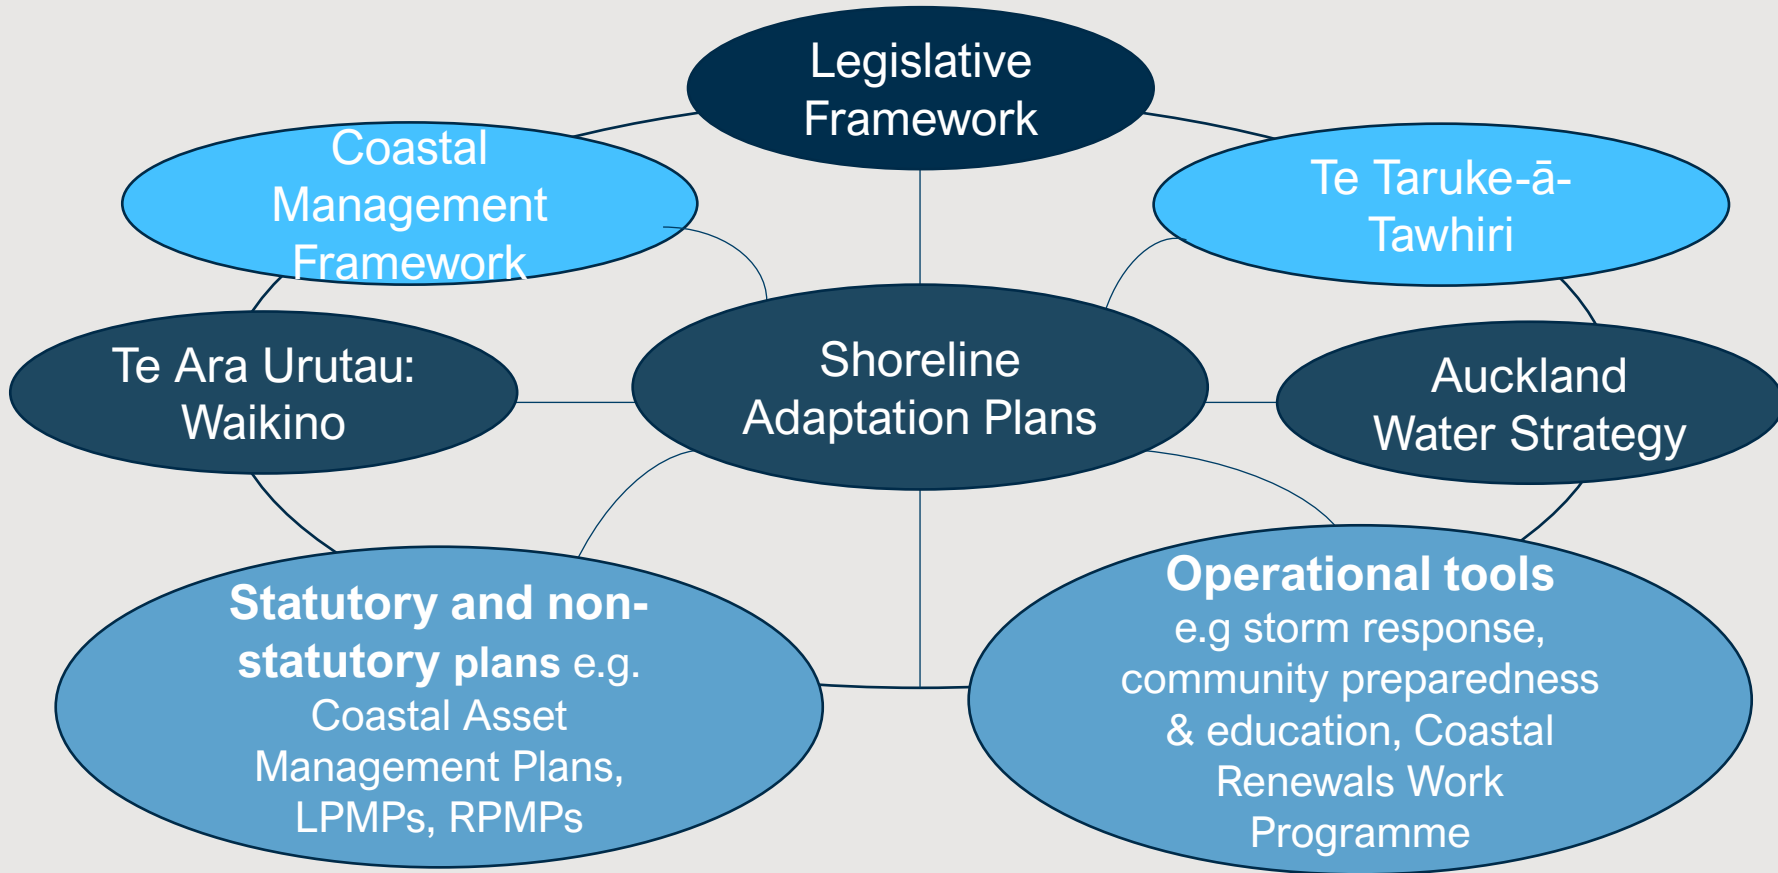 Legislative
Framework
Coastal
Management
Framework
Te Taruke-ā-
Tawhiri
Te Ara Urutau:
Waikino
Shoreline
Adaptation Plans
Auckland
Water Strategy
Statutory and non-
statutory plans e.g.
Coastal Asset
Management Plans,
LPMPs, RPMPs
Operational tools
e.g storm response,
community preparedness
& education, Coastal
Renewals Work
Programme